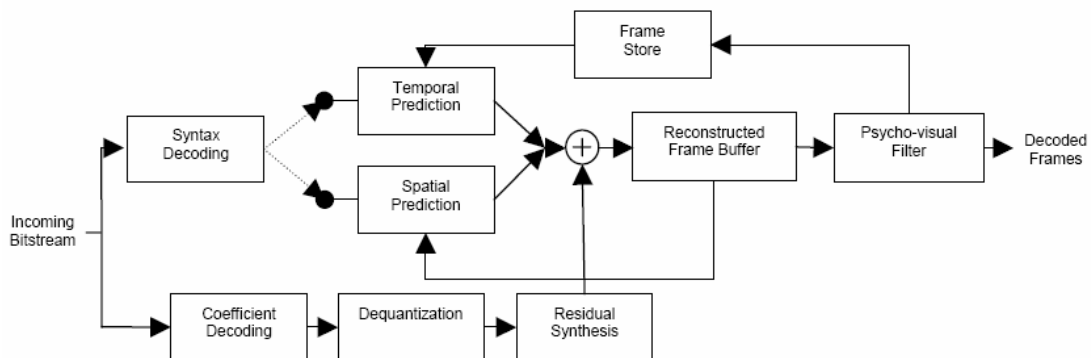 Frame
Store
Temporal
Prediction
Syntax
Decoding
Reconstructed
Frame Buffer
Psycho-visual
Filter
Decoded
Frames
Spatial
Prediction
Incoming
Bitstream
Coefficient
Decoding
Dequantization
Residual
Synthesis